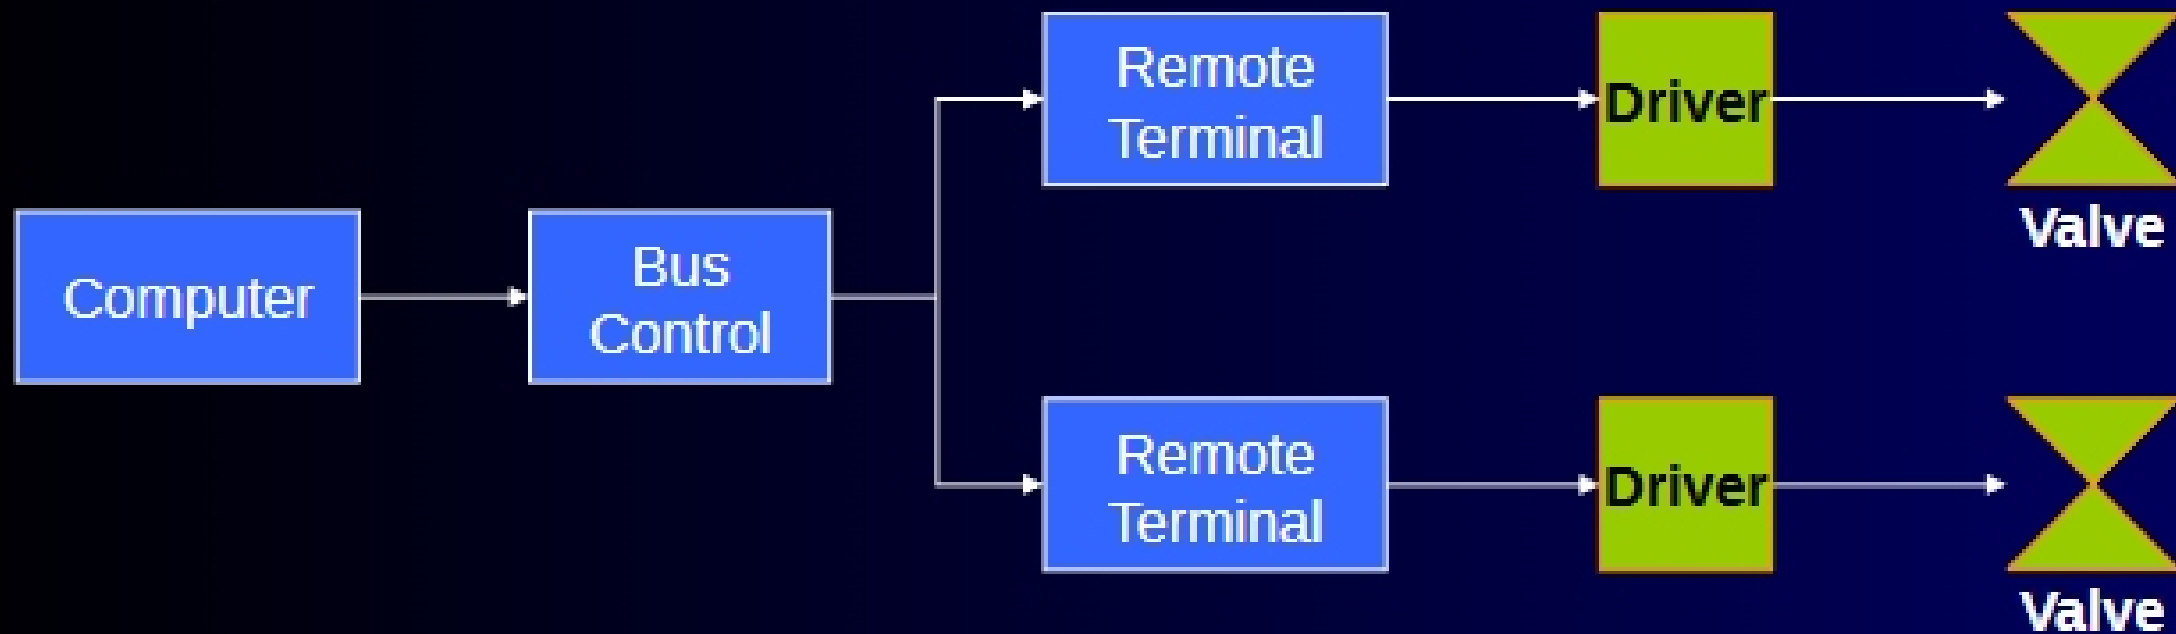 Remote
Terminal
Driver
Valve
Computer
Bus
Control
Remote
Terminal
Driver
Valve